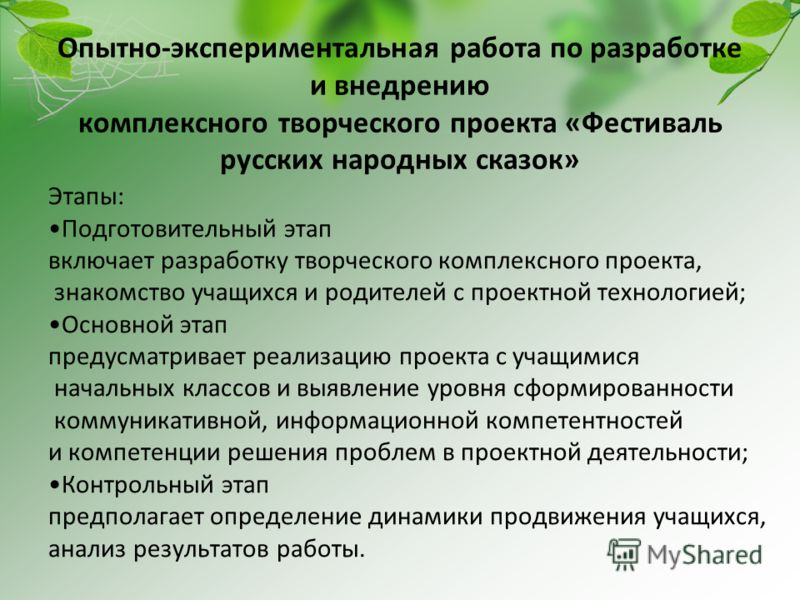 Опытно-экспериментальная работа по разработке
и внедрению
комплексного творческого проекта «Фестиваль
русских народных сказок»
Этапы:
•Подготовительный этап
включает разработку творческого комплексного проекта,
знакомство учащихся и родителей с проектной технологией;
•Основной этап
предусматривает реализацию проекта с учащимися
начальных классов и выявление уровня сформированности
коммуникативной, информационной компетентностей
и компетенции решения проблем в проектной деятельности;
•Контрольный этап
предполагает определение динамики продвижения учащихся,
анализ результатов работы.
MyShared